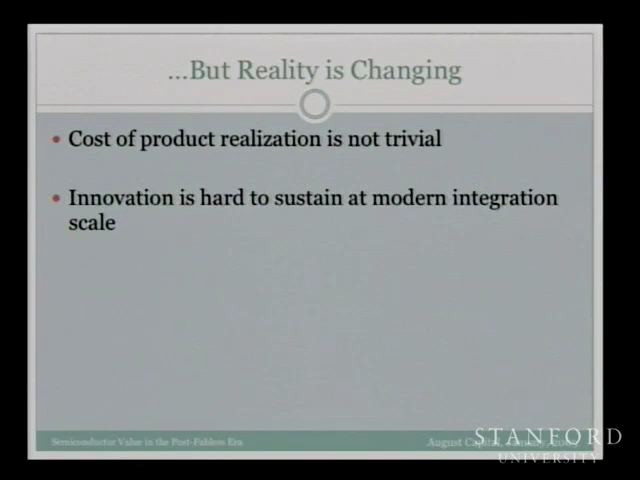 ...But Reality is Changing
Cost of product realization is not trivial
Innovation is hard to sustain at modern integration
scale
Semiconductor Value in the Post-Fabless Era
August Capital,
STANFORD
UNIVERSITY